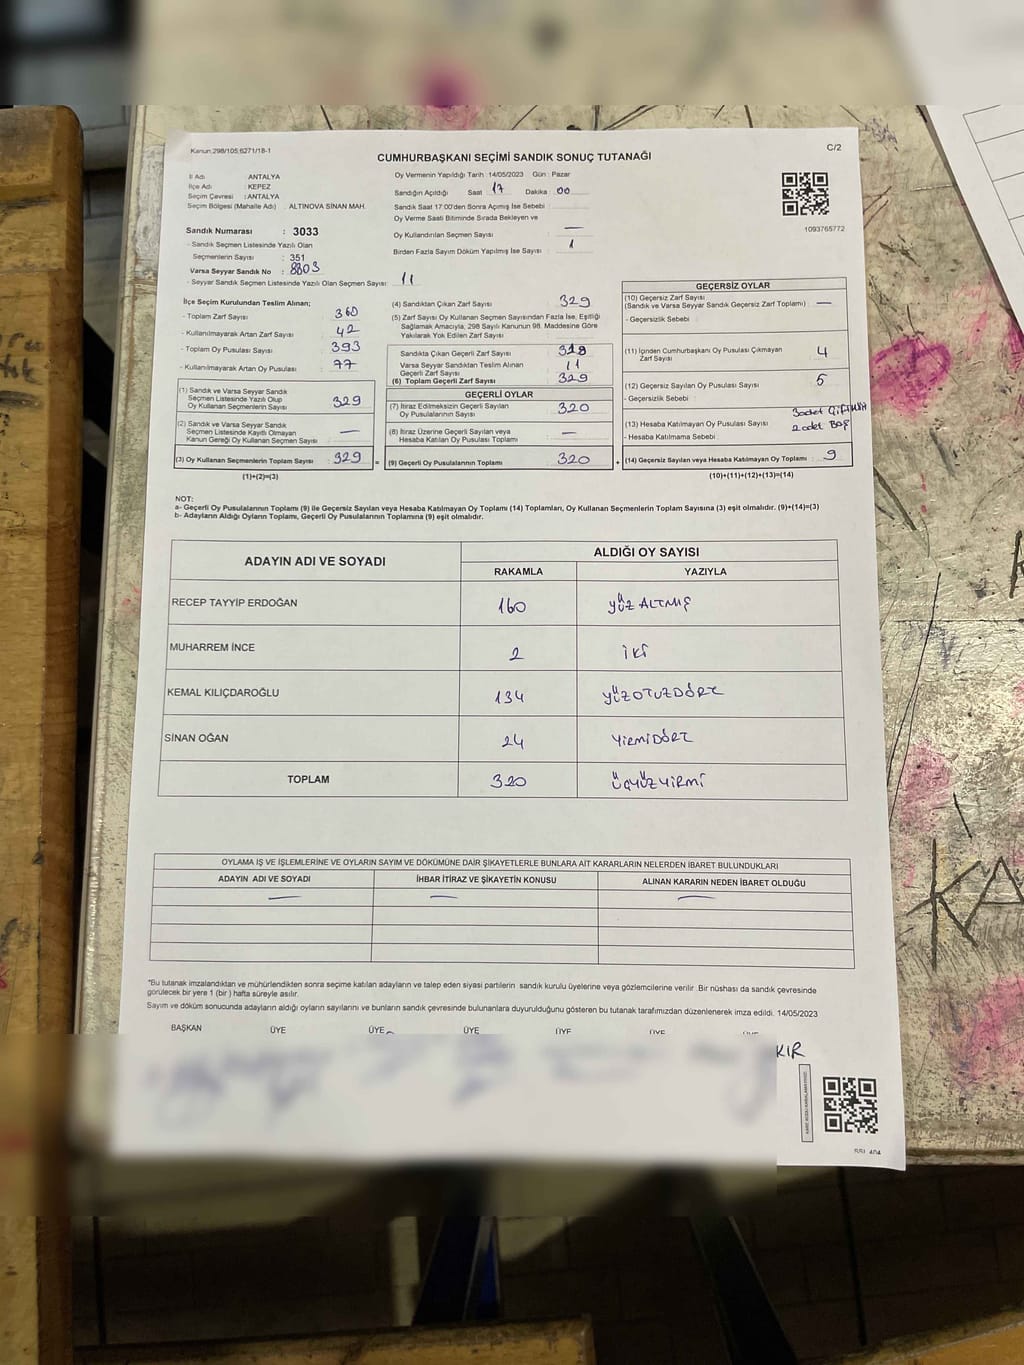 Kanun:298/105,6271/18-1
C/2
CUMHURBAŞKANI SEÇİMİ SANDIK SONUÇ TUTANAĞI
İl Adı : ANTALYA
İlçe Adı : KEPEZ
Seçim Çevresi : ANTALYA
Seçim Bölgesi (Mahalle Adı) : ALTINOVA SİNAN MAH.
Sandık Numarası : 3033
- Sandık Seçmen Listesinde Yazılı Olan
Seçmenlerin Sayısı : 351
Varsa Seyyar Sandık No : 8803
- Seyyar Sandık Seçmen Listesinde Yazılı Olan Seçmen Sayısı: 11
Oy Vermenin Yapıldığı Tarih : 14/05/2023 Gün : Pazar
Sandığın Açıldığı Saat 17 Dakika 00
Sandık Saat 17:00'den Sonra Açımış İse Sebebi :
Oy Verme Saati Bitiminde Sırada Bekleyen ve
Oy Kullandırılan Seçmen Sayısı : —
Birden Fazla Sayım Döküm Yapılmış İse Sayısı : 1
1093765772
İlçe Seçim Kurulundan Teslim Alınan;
- Toplam Zarf Sayısı : 360
- Kullanılmayarak Artan Zarf Sayısı : 42
- Toplam Oy Pusulası Sayısı : 393
- Kullanılmayarak Artan Oy Pusulası : 77
(1) Sandık ve Varsa Seyyar Sandık
Seçmen Listesinde Yazılı Olup
Oy Kullanan Seçmenlerin Sayısı : 329
(2) Sandık ve Varsa Seyyar Sandık
Seçmen Listesinde Kayıtlı Olmayan
Kanun Gereği Oy Kullanan Seçmen Sayısı : —
(3) Oy Kullanan Seçmenlerin Toplam Sayısı : 329
(1)+(2)=(3)
(4) Sandıktan Çıkan Zarf Sayısı : 329
(5) Zarf Sayısı Oy Kullanan Seçmen Sayısından Fazla İse, Eşitliği
Sağlamak Amacıyla, 298 Sayılı Kanunun 98. Maddesine Göre
Yakılarak Yok Edilen Zarf Sayısı :
Sandıkta Çıkan Geçerli Zarf Sayısı : 318
Varsa Seyyar Sandıktan Teslim Alınan
Geçerli Zarf Sayısı : 11
(6) Toplam Geçerli Zarf Sayısı : 329
GEÇERLİ OYLAR
(7) İtiraz Edilmeksizin Geçerli Sayılan
Oy Pusulalarının Sayısı : 320
(8) İtiraz Üzerine Geçerli Sayılan veya
Hesaba Katılan Oy Pusulası Toplamı : —
= (9) Geçerli Oy Pusulalarının Toplamı : 320
GEÇERSİZ OYLAR
(10) Geçersiz Zarf Sayısı
(Sandık ve Varsa Seyyar Sandık Geçersiz Zarf Toplamı) : —
- Geçersizlik Sebebi :
(11) İçinden Cumhurbaşkanı Oy Pusulası Çıkmayan
Zarf Sayısı : 4
(12) Geçersiz Sayılan Oy Pusulası Sayısı : 5
- Geçersizlik Sebebi :
3 adet çift
(13) Hesaba Katılmayan Oy Pusulası Sayısı : 2 adet Boş
- Hesaba Katılmama Sebebi :
+ (14) Geçersiz Sayılan veya Hesaba Katılmayan Oy Toplamı : 9
(10)+(11)+(12)+(13)=(14)
NOT:
a- Geçerli Oy Pusulalarının Toplamı (9) ile Geçersiz Sayılan veya Hesaba Katılmayan Oy Toplamı (14) Toplamları, Oy Kullanan Seçmenlerin Toplam Sayısına (3) eşit olmalıdır. (9)+(14)=(3)
b- Adayların Aldığı Oyların Toplamı, Geçerli Oy Pusulalarının Toplamına (9) eşit olmalıdır.
ADAYIN ADI VE SOYADI ALDIĞI OY SAYISI
RAKAMLA YAZIYLA
RECEP TAYYİP ERDOĞAN 160 YÜZ ALTMIŞ
MUHARREM İNCE 2 İKİ
KEMAL KILIÇDAROĞLU 134 YÜZOTUZDÖRT
SİNAN OĞAN 24 YİRMİDÖRT
TOPLAM 320 ÜÇYÜZYİRMİ
OYLAMA İŞ VE İŞLEMLERİNE VE OYLARIN SAYIM VE DÖKÜMÜNE DAİR ŞİKAYETLERLE BUNLARA AİT KARARLARIN NELERDEN İBARET BULUNDUKLARI
ADAYIN ADI VE SOYADI İHBAR İTİRAZ VE ŞİKAYETİN KONUSU ALINAN KARARIN NEDEN İBARET OLDUĞU
— — —
"Bu tutanak imzalandıktan ve mühürlendikten sonra seçime katılan adayların ve talep eden siyasi partilerin sandık kurulu üyelerine veya gözlemcilerine verilir .Bir nüshası da sandık çevresinde
görülecek bir yere 1 (bir ) hafta süreyle asılır.
Sayım ve döküm sonucunda adayların aldığı oyların sayılarını ve bunların sandık çevresinde bulunanlara duyurulduğunu gösteren bu tutanak tarafımızdan düzenlenerek imza edildi. 14/05/2023
BAŞKAN ÜYE ÜYE ÜYE ÜYE ÜYE
KIR
KA